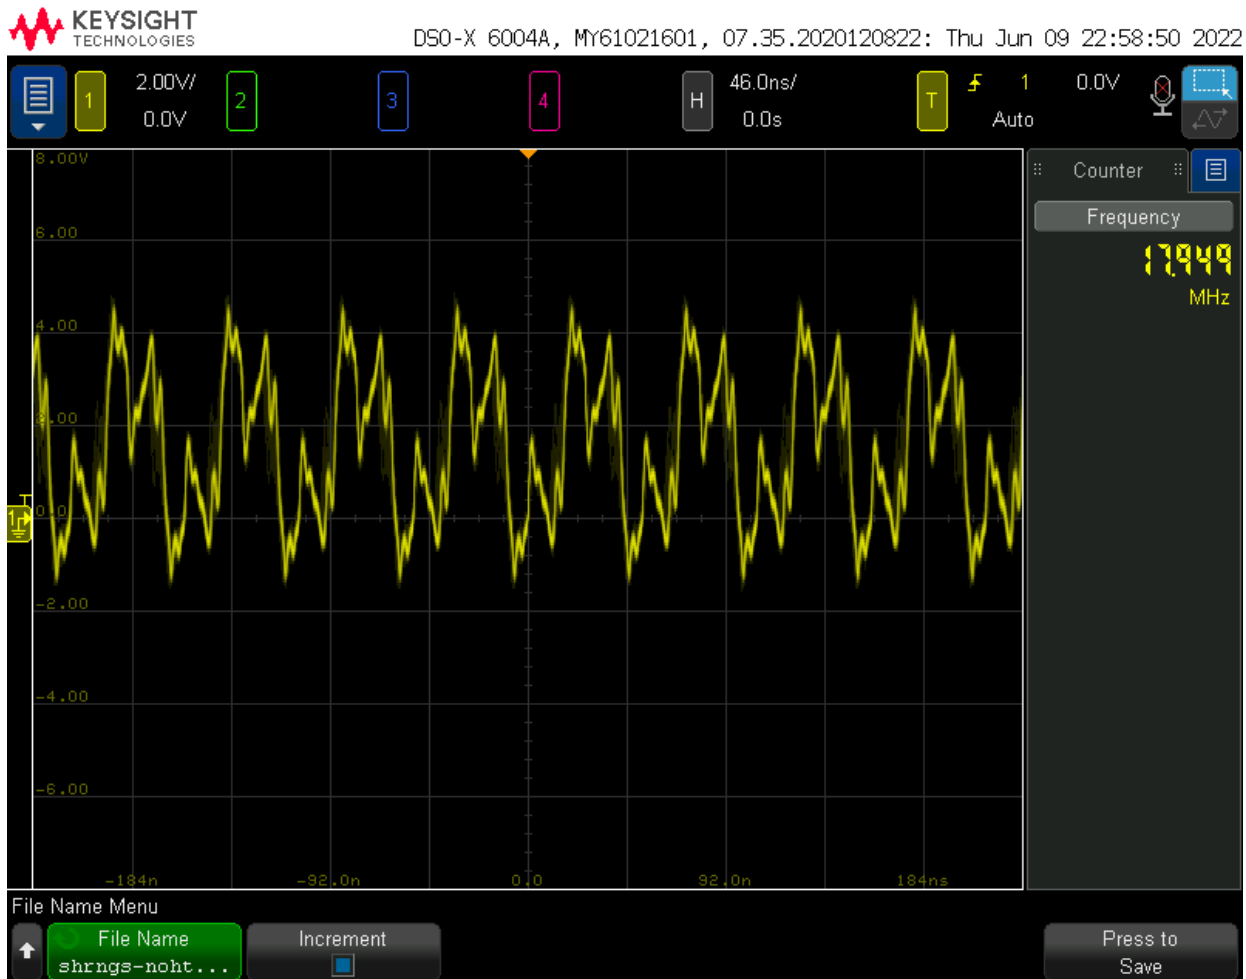 KEYSIGHT
TECHNOLOGIES
DSO-X 6004A, MY61021601, 07.35.2020120822: Thu Jun 09 22:58:50 2022
1
2.00V/
0.0V
2
3
4
H
46.0ns/
0.0s
T
1
0.0V
Auto
Counter
Frequency
17.949
MHz
8.00V
6.00
4.00
2.00
T
1
0.0
-2.00
-4.00
-6.00
-184n
-92.0n
0.0
92.0n
184ns
File Name Menu
File Name
shrngs-noht...
Increment
Press to
Save